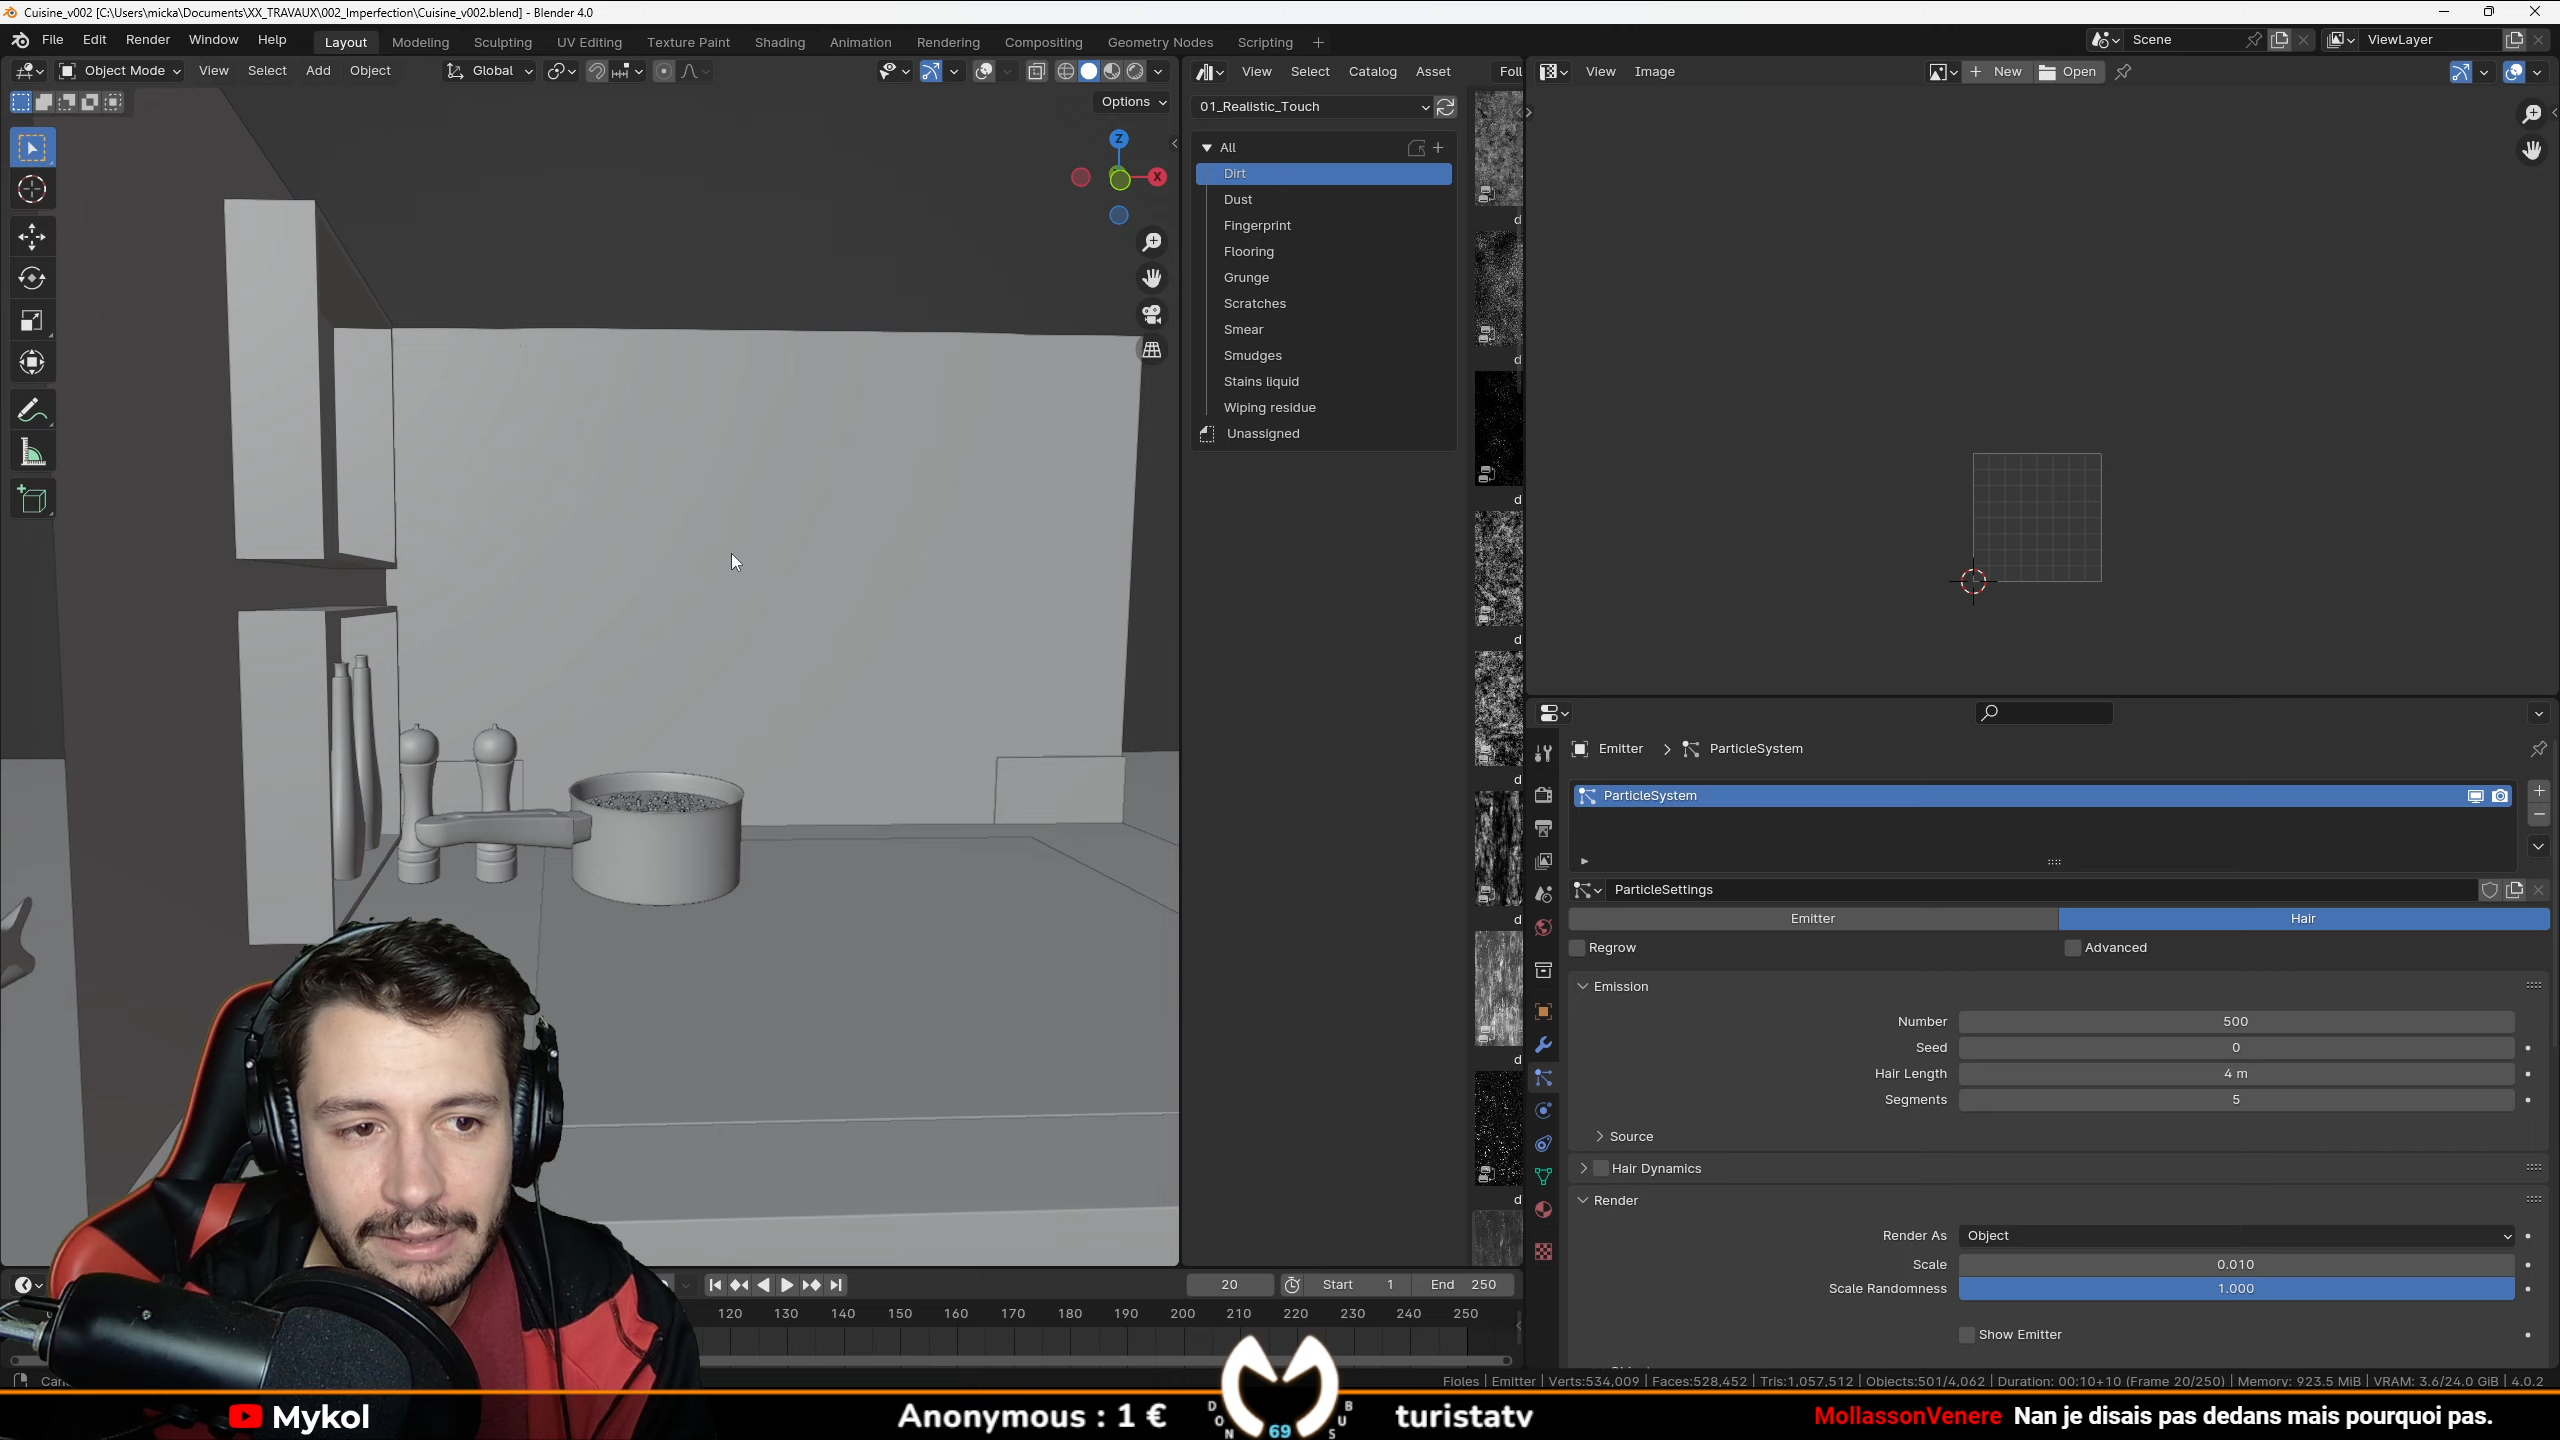 Cuisine_v002 [C:\Users\micka\Documents\XX_TRAVAUX\002_Imperfection\Cuisine_v002.blend] - Blender 4.0
File Edit Render Window Help Layout Modeling Sculpting UV Editing Texture Paint Shading Animation Rendering Compositing Geometry Nodes Scripting + Scene ViewLayer
Object Mode View Select Add Object Global View Select Catalog Asset Foll View Image New Open
Options
01_Realistic_Touch
Z
X
All
Dirt
Dust
Fingerprint
Flooring
Grunge
Scratches
Smear
Smudges
Stains liquid
Wiping residue
Unassigned
d
d
d
d
d
d
d
d
Emitter > ParticleSystem
ParticleSystem
ParticleSettings
Emitter Hair
Regrow Advanced
Emission
Number 500
Seed 0
Hair Length 4 m
Segments 5
Source
Hair Dynamics
Render
Render As Object
Scale 0.010
Scale Randomness 1.000
Show Emitter
20 Start 1 End 250
120 130 140 150 160 170 180 190 200 210 220 230 240 250
Fioles | Emitter | Verts:534,009 | Faces:528,452 | Tris:1,057,512 | Objects:501/4,062 | Duration: 00:10+10 (Frame 20/250) | Memory: 923.5 MiB | VRAM: 3.6/24.0 GiB | 4.0.2
Mykol
Anonymous : 1 €
DON
69
BUS
turistatv
MollassonVenere Nan je disais pas dedans mais pourquoi pas.